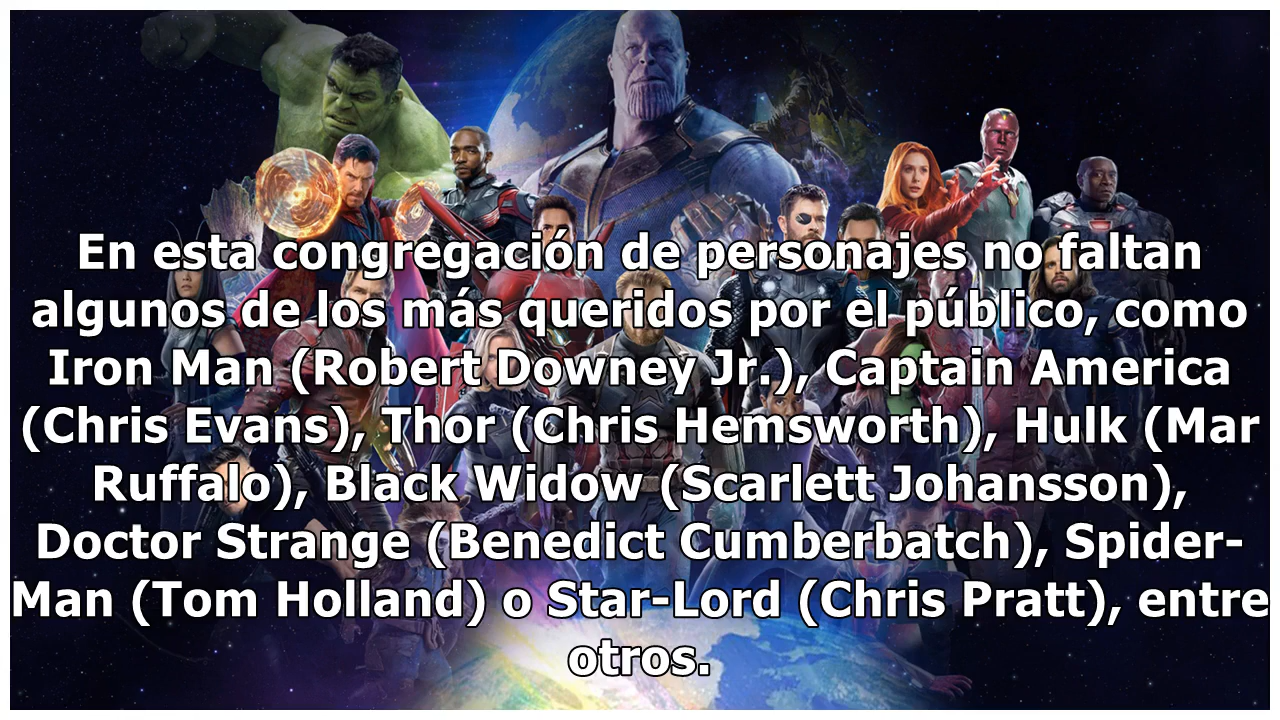 En esta congregación de personajes no faltan
algunos de los más queridos por el público, como
Iron Man (Robert Downey Jr.), Captain America
(Chris Evans), Thor (Chris Hemsworth), Hulk (Mar
Ruffalo), Black Widow (Scarlett Johansson),
Doctor Strange (Benedict Cumberbatch), Spider-
Man (Tom Holland) o Star-Lord (Chris Pratt), entre
otros.